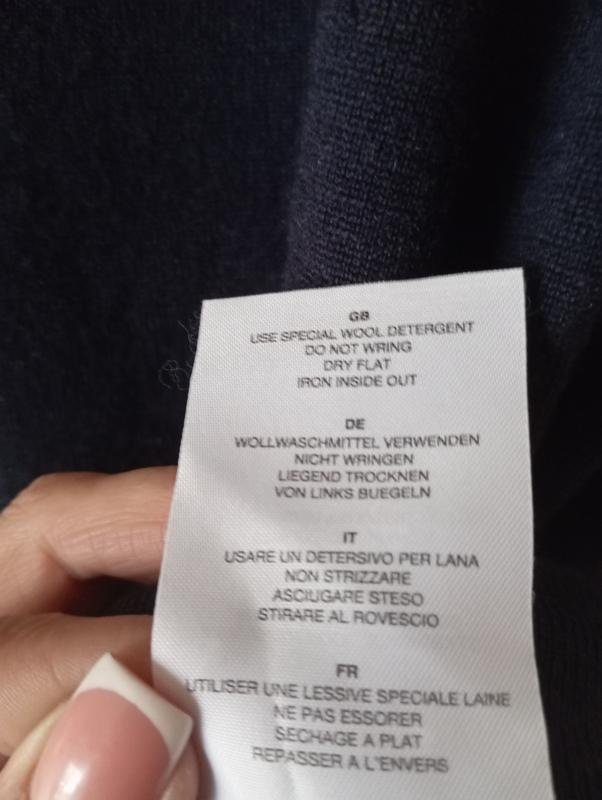 GB
USE SPECIAL WOOL DETERGENT
DO NOT WRING
DRY FLAT
IRON INSIDE OUT
DE
WOLLWASCHMITTEL VERWENDEN
NICHT WRINGEN
LIEGEND TROCKNEN
VON LINKS BUEGELN
IT
USARE UN DETERSIVO PER LANA
NON STRIZZARE
ASCIUGARE STESO
STIRARE AL ROVESCIO
FR
UTILISER UNE LESSIVE SPECIALE LAINE
NE PAS ESSORER
SECHAGE A PLAT
REPASSER A L'ENVERS